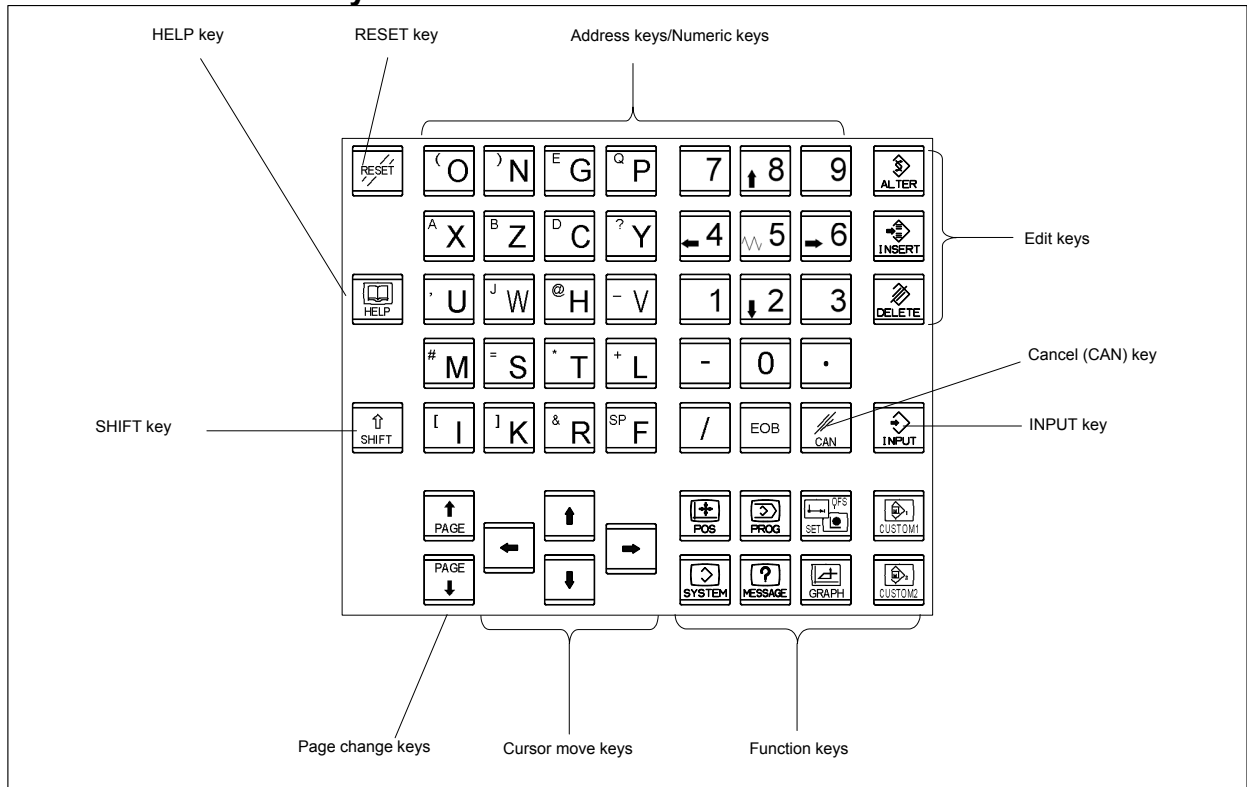 HELP key RESET key Address keys/Numeric keys
RESET ( O ) N E G Q P 7 8 9 ALTER
A X B Z D C ? Y 4 5 6 INSERT
Edit keys
HELP , U J W @ H – V 1 2 3 DELETE
# M = S * T + L - 0 .
Cancel (CAN) key
SHIFT key
SHIFT [ I ] K & R SP F / EOB CAN INPUT
INPUT key
PAGE POS PROG OFS SET CUSTOM1
PAGE SYSTEM MESSAGE GRAPH CUSTOM2
Page change keys Cursor move keys Function keys